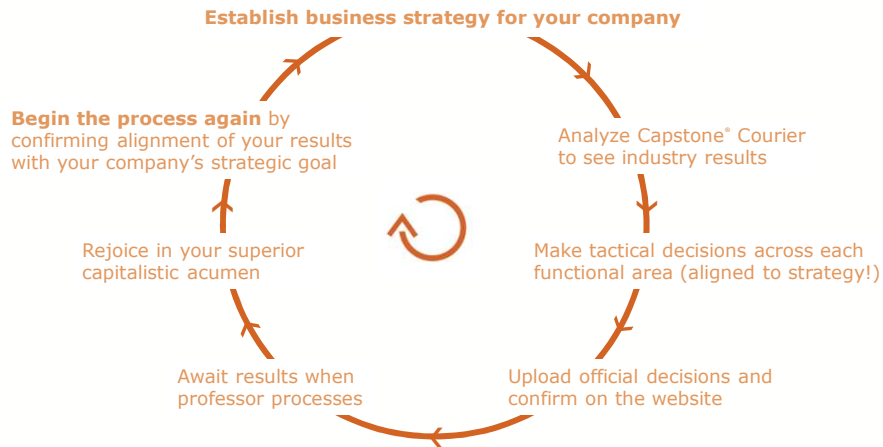 Establish business strategy for your company
Analyze Capstone® Courier
to see industry results
Make tactical decisions across each
functional area (aligned to strategy!)
Upload official decisions and
confirm on the website
Await results when
professor processes
Rejoice in your superior
capitalistic acumen
Begin the process again by
confirming alignment of your results
with your company’s strategic goal